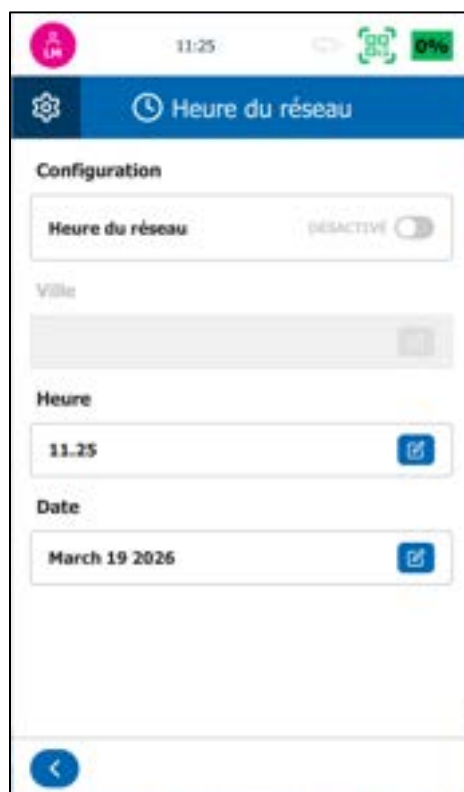 LM
11:25
0%
Heure du réseau
Configuration
Heure du réseau DÉSACTIVÉ
Ville
Heure
11.25
Date
March 19 2026